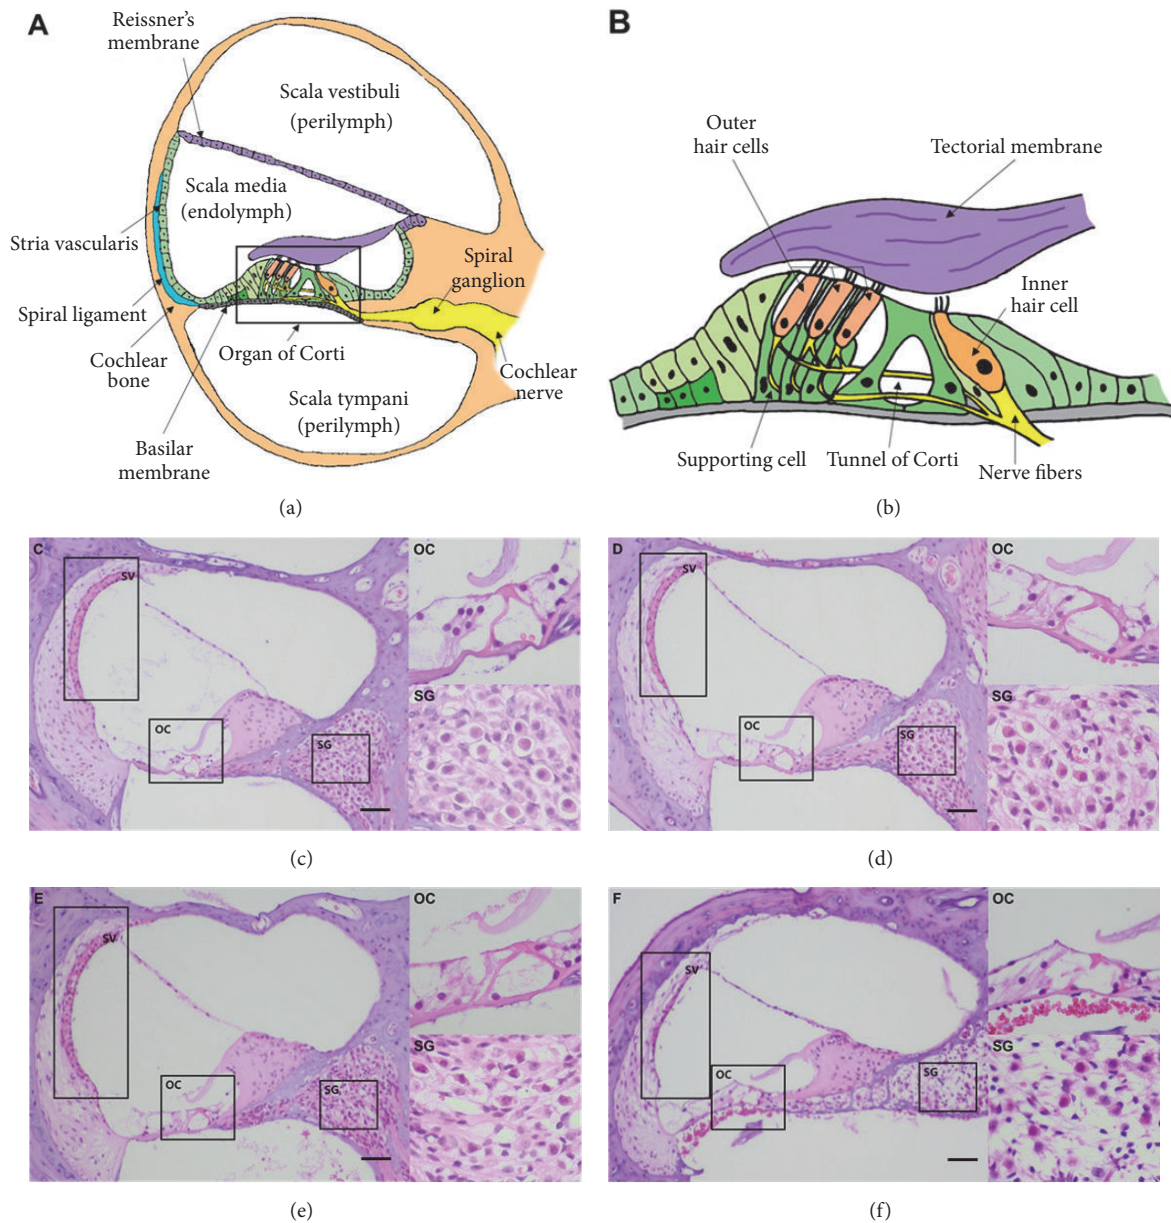 A
Reissner's
membrane
Scala vestibuli
(perilymph)
Scala media
(endolymph)
Stria vascularis
Spiral
ganglion
Spiral ligament
Organ of Corti
Cochlear
bone
Cochlear
nerve
Scala tympani
(perilymph)
Basilar
membrane
(a)
B
Outer
hair cells
Tectorial membrane
Inner
hair cell
Supporting cell
Tunnel of Corti
Nerve fibers
(b)
C
SV
OC
SG
OC
SG
(c)
D
SV
OC
SG
OC
SG
(d)
E
SV
OC
SG
OC
SG
(e)
F
SV
OC
SG
OC
SG
(f)